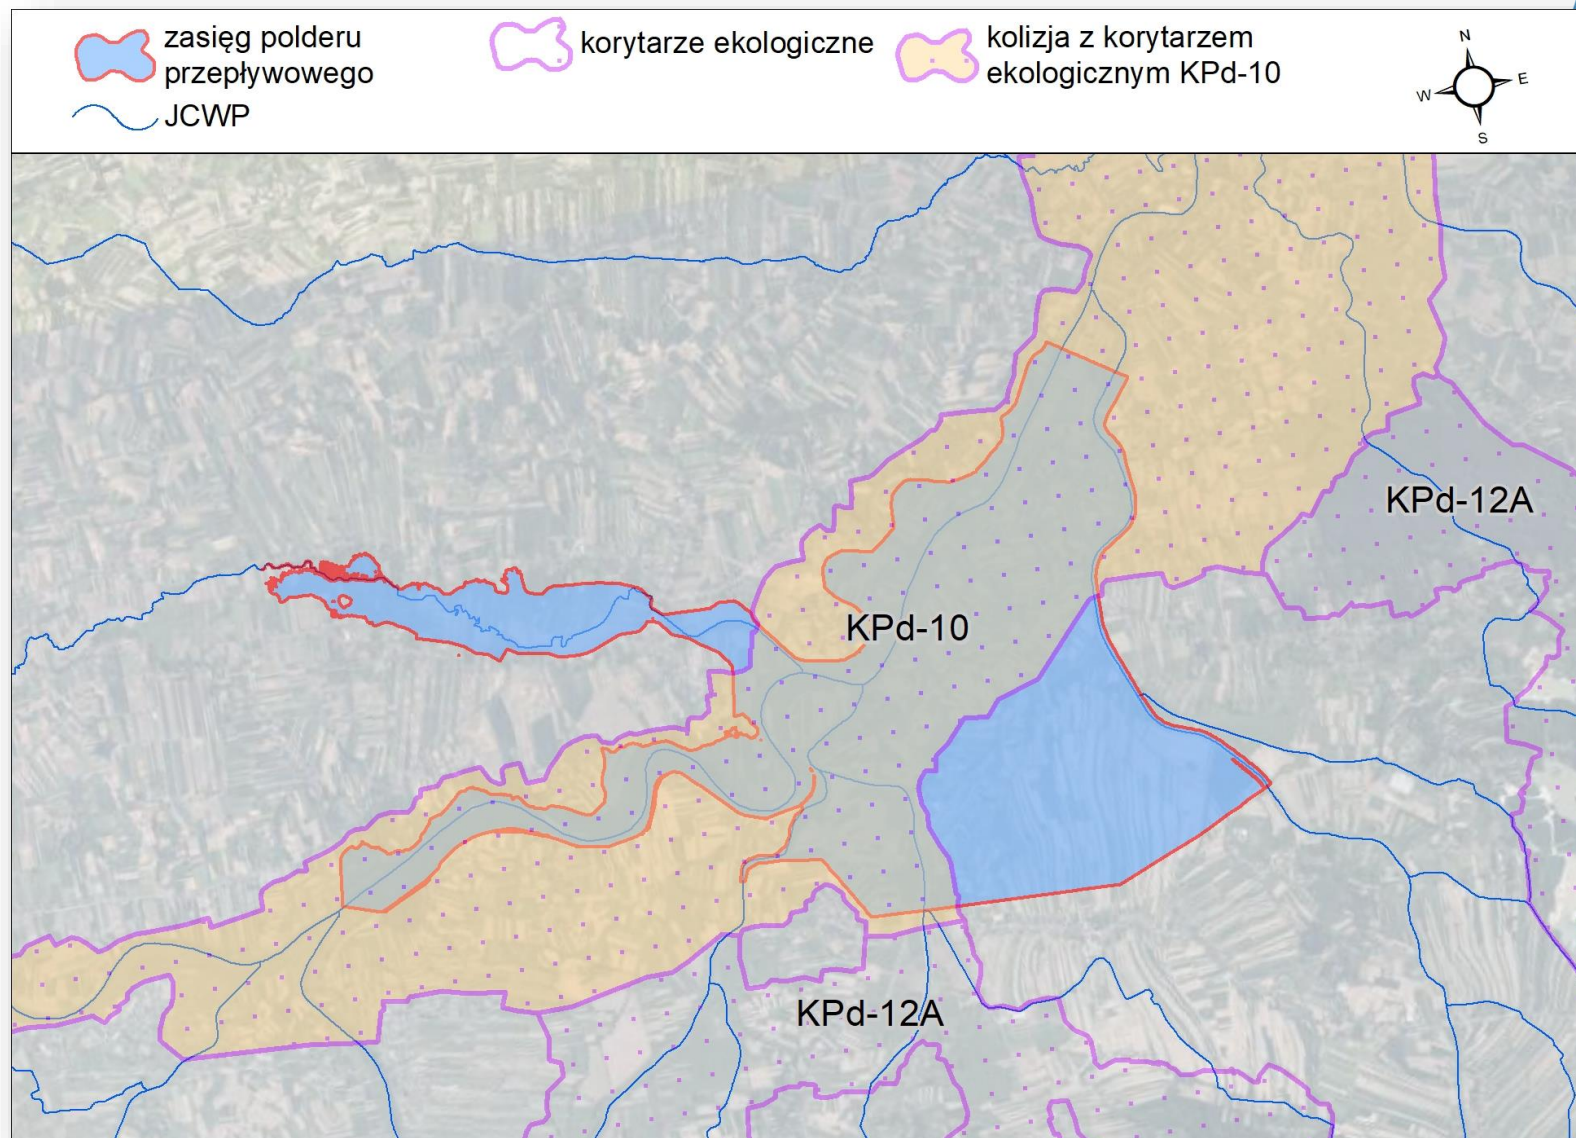 zasięg polderu
przepływowego
JCWP
korytarze ekologiczne
kolizja z korytarzem
ekologicznym KPd-10
N
W
E
S
KPd-12A
KPd-10
KPd-12A